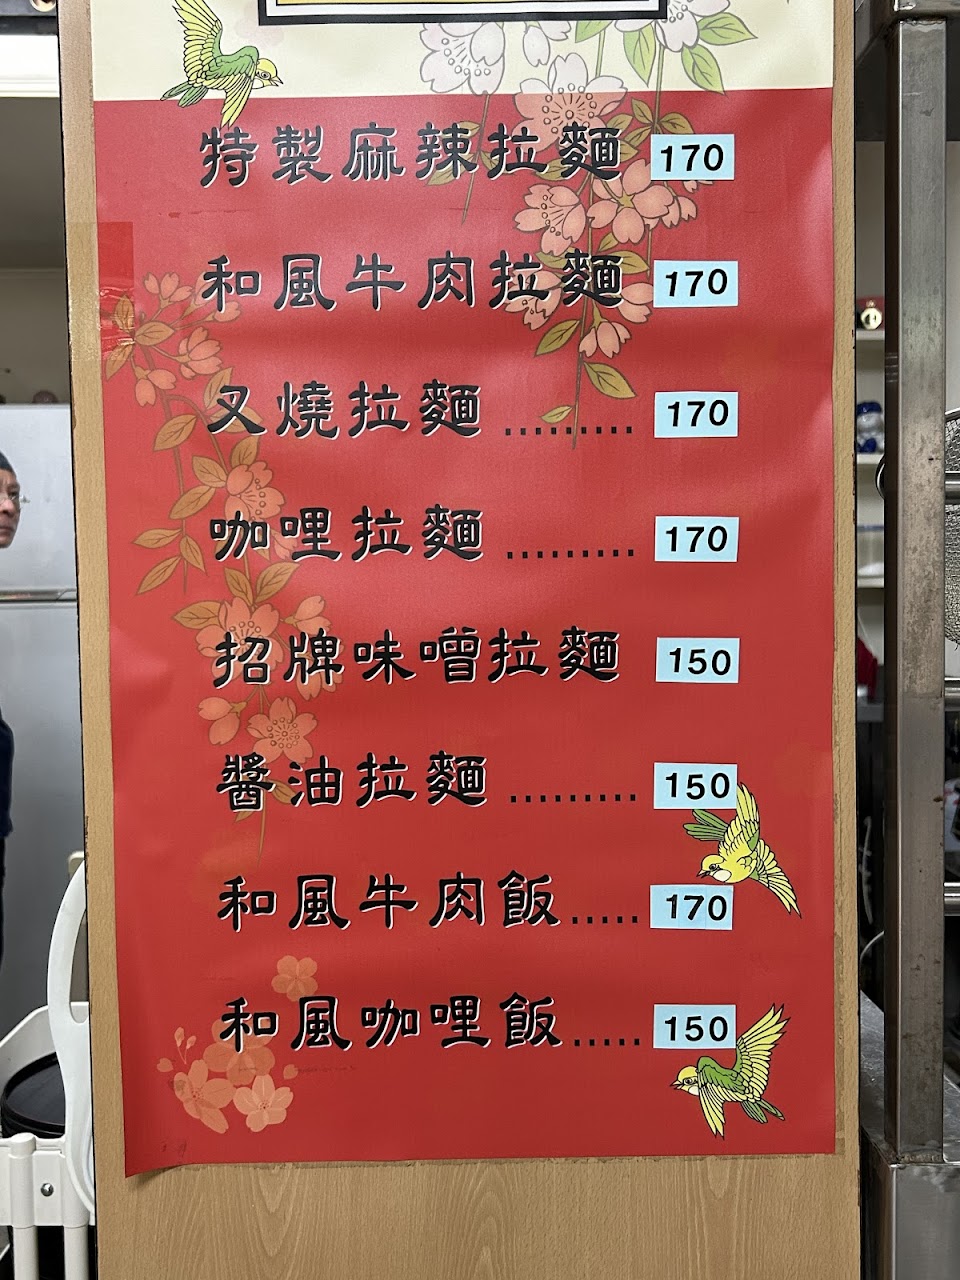 特製麻辣拉麵 170
和風牛肉拉麵 170
叉燒拉麵 ......... 170
咖哩拉麵 ......... 170
招牌味噌拉麵 150
醬油拉麵 ......... 150
和風牛肉飯 ..... 170
和風咖哩飯 ..... 150